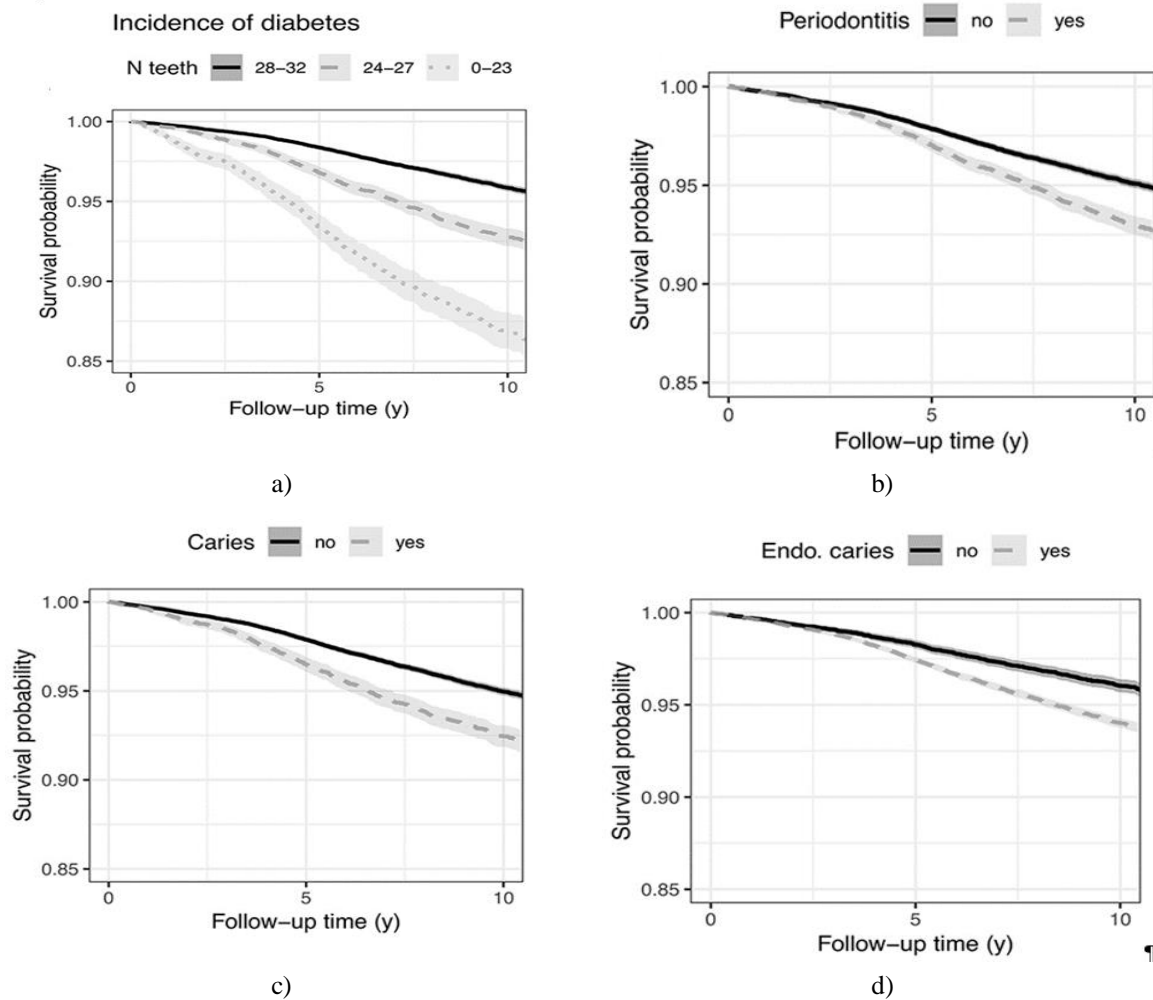 Incidence of diabetes
N teeth 28–32 24–27 0–23
Survival probability
1.00
0.95
0.90
0.85
0 5 10
Follow–up time (y)
a)
Periodontitis no yes
Survival probability
1.00
0.95
0.90
0.85
0 5 10
Follow–up time (y)
b)
Caries no yes
Survival probability
1.00
0.95
0.90
0.85
0 5 10
Follow–up time (y)
c)
Endo. caries no yes
Survival probability
1.00
0.95
0.90
0.85
0 5 10
Follow–up time (y)
¶
d)